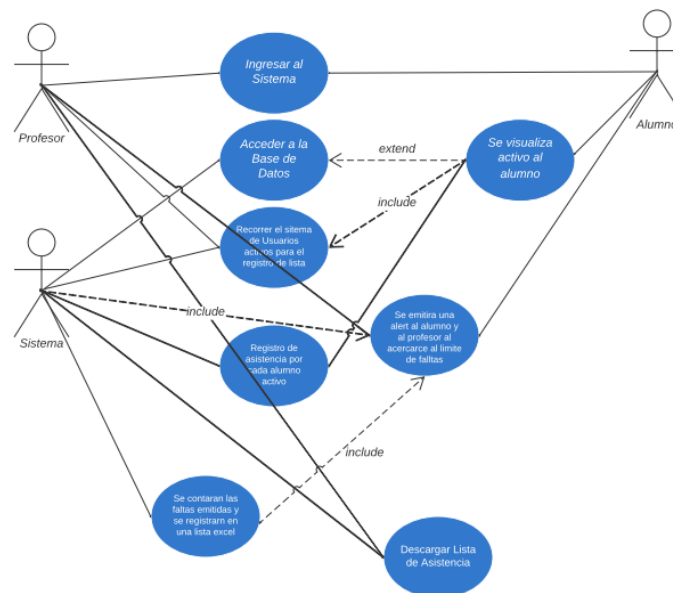 Ingresar al
Sistema
Profesor
Alumno
Acceder a la
Base de
Datos
extend
Se visualiza
activo al
alumno
include
Recorrer el sitema
de Usuarios
activos para el
registro de lista
Sistema
include
Se emitira una
alert al alumno y
al profesor al
acercarce al limite
de falltas
Registro de
asistencia por
cada alumno
activo
include
Se contaran las
faltas emitidas y
se registrarn en
una lista excel
Descargar Lista
de Asistencia